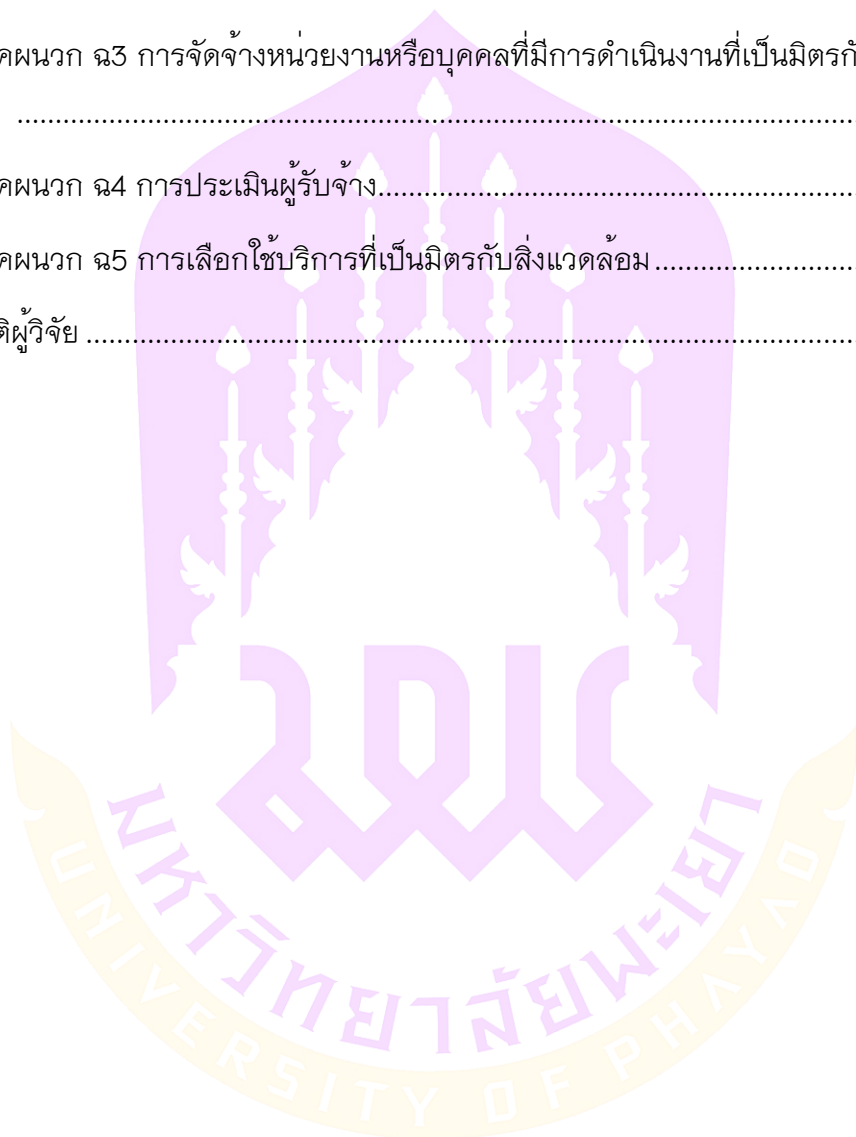 คผนวก ฉ3 การจัดจ้างหน่วยงานหรือบุคคลที่มีการดำเนินงานที่เป็นมิตรกั
..........................................................................................................
คผนวก ฉ4 การประเมินผู้รับจ้าง..............................................................
คผนวก ฉ5 การเลือกใช้บริการที่เป็นมิตรกับสิ่งแวดล้อม..........................
ติผู้วิจัย ..................................................................................................
มหาวิทยาลัยพะเยา
UNIVERSITY OF PHAYAO